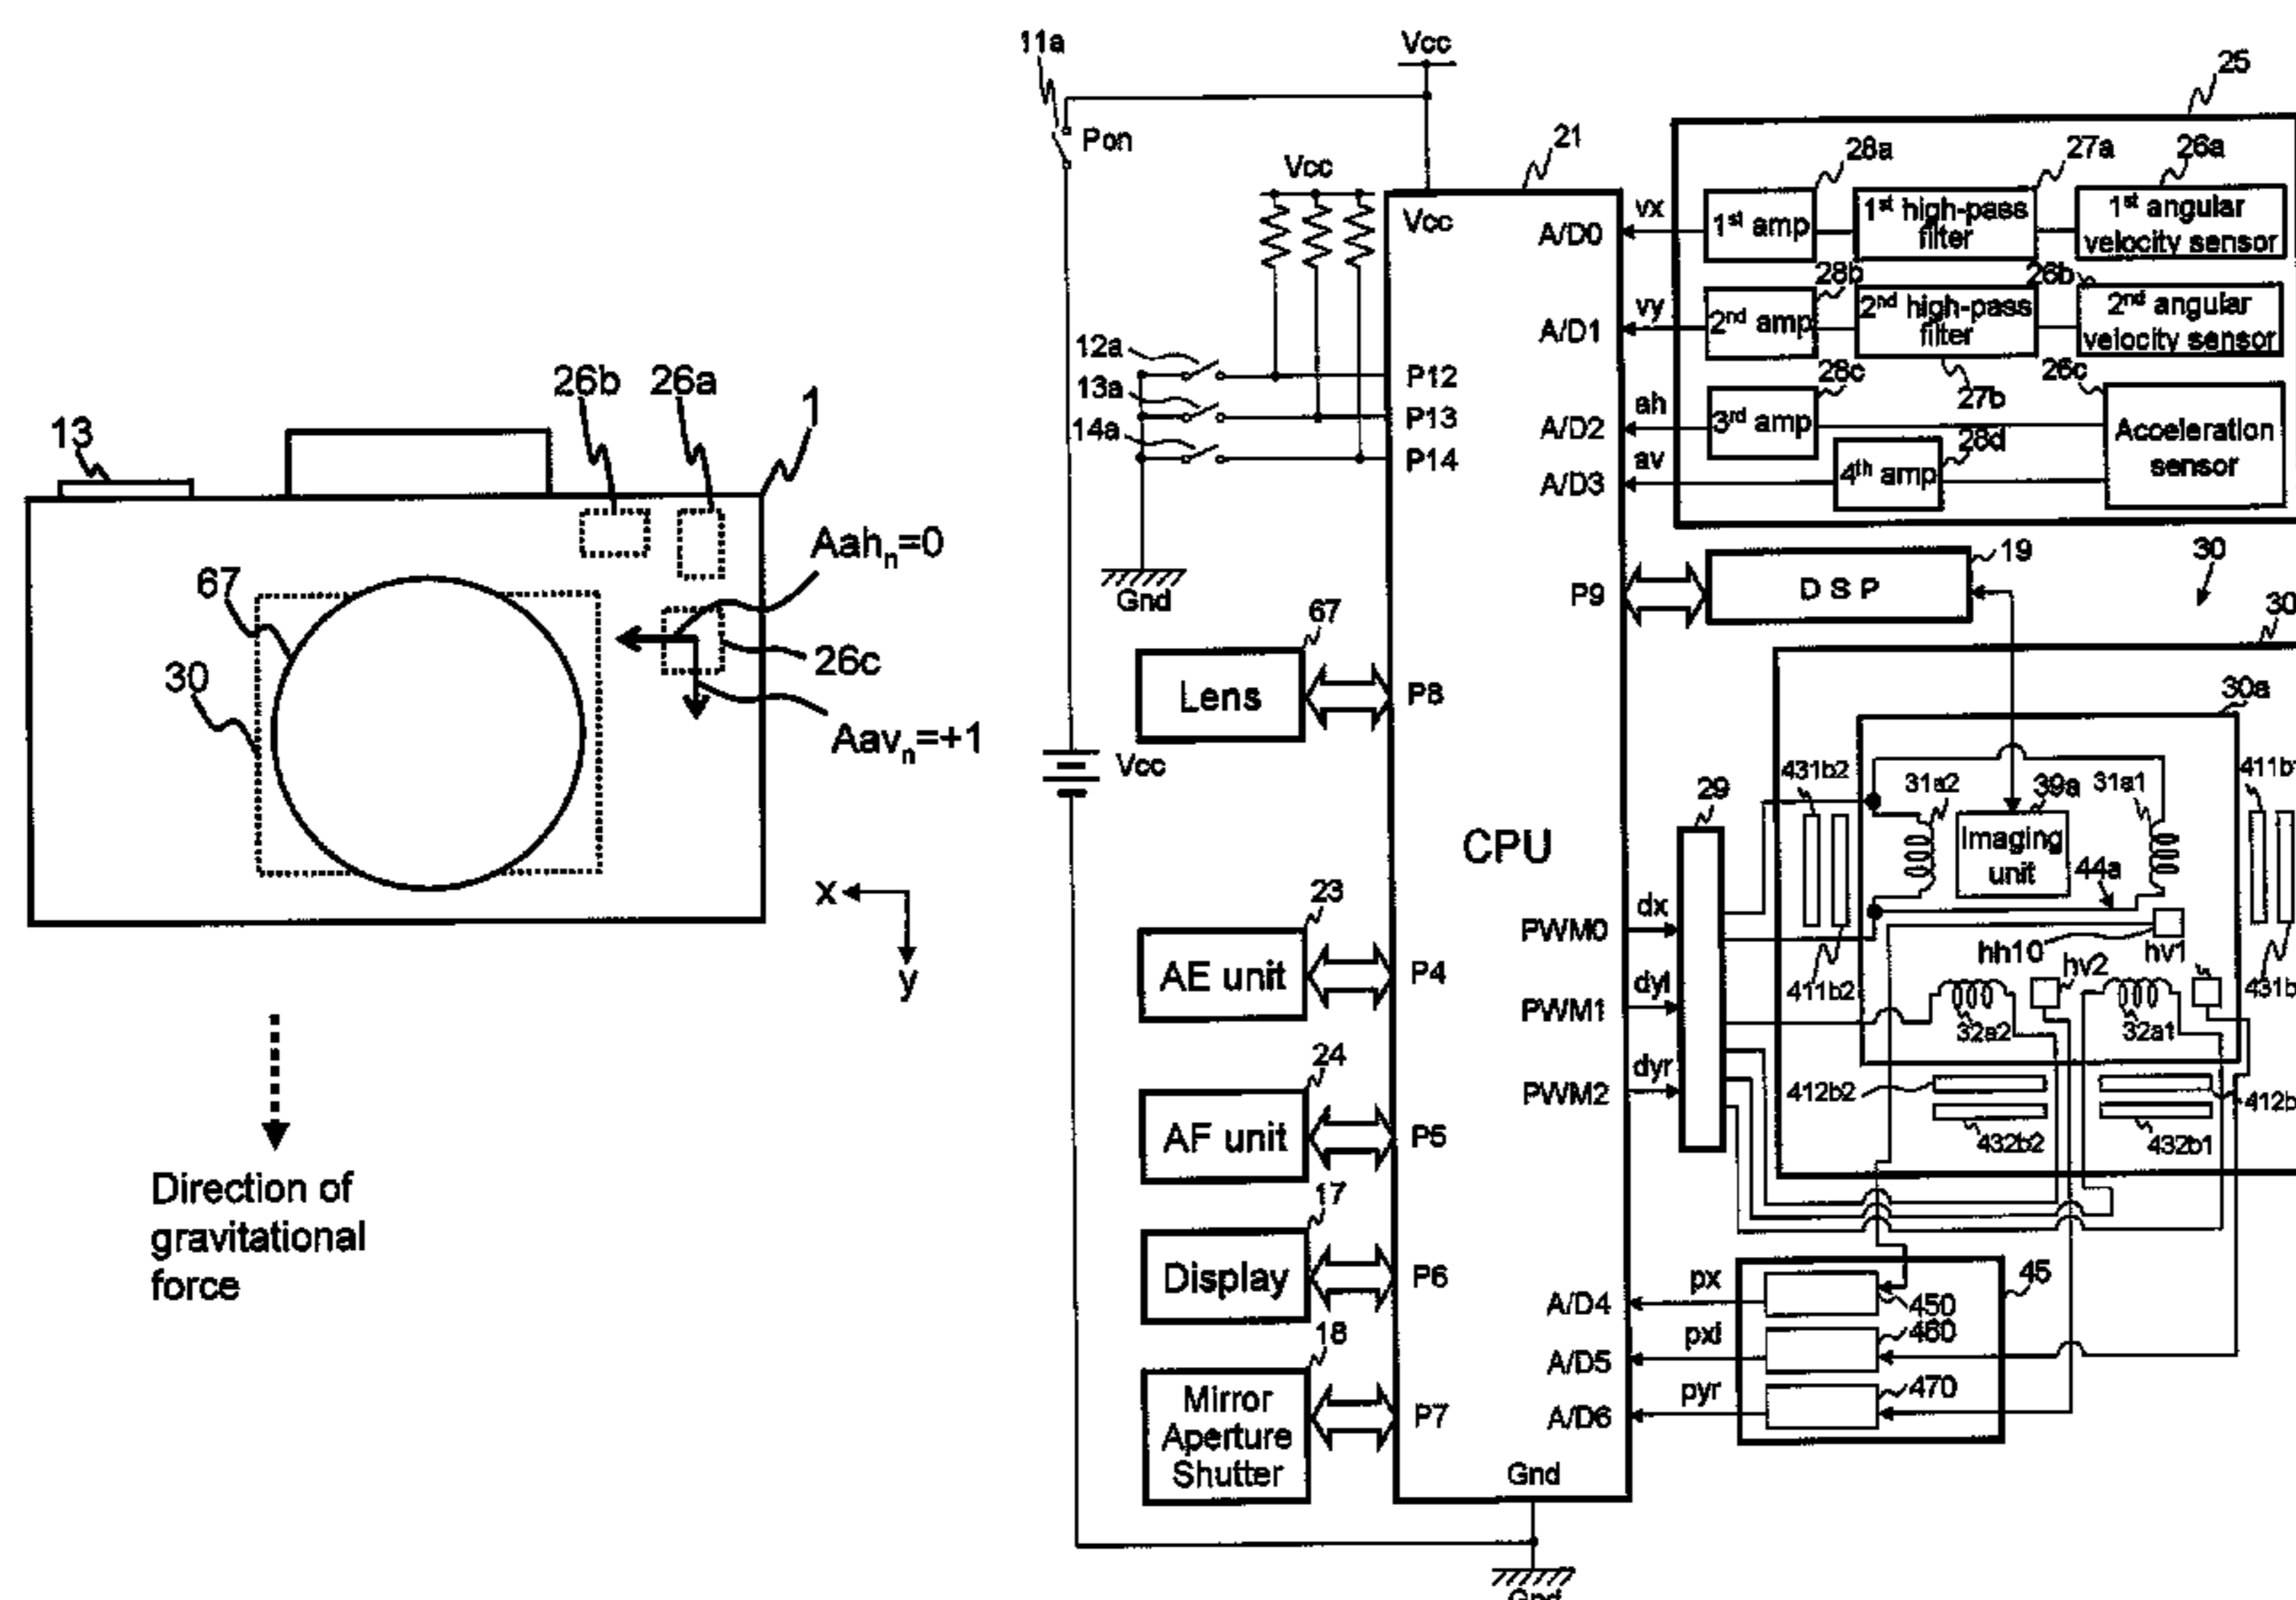 26b
26a
1
13
Aahₙ=0
67
30
26c
Aavₙ=+1
x
y
Direction of
gravitational
force
11a
Vcc
Pon
25
21
Vcc
28a
27a
26a
Vcc
A/D0
vx
1st amp
1st high-pass
filter
1st angular
velocity sensor
28b
26b
A/D1
vy
2nd amp
2nd high-pass
filter
2nd angular
velocity sensor
12a
P12
28c
27b
26c
13a
P13
A/D2
ah
3rd amp
28d
Acceleration
sensor
14a
P14
A/D3
av
4th amp
Gnd
P9
DSP
19
30
30
67
Lens
P8
30a
Vcc
431b2
31a2
39a
31a1
411b1
29
CPU
Imaging
unit
44a
23
PWM0
dx
hh10
hv1
AE unit
P4
411b2
hv2
431b
PWM1
dyl
32a2
32a1
24
PWM2
dyr
412b2
412b
AF unit
P5
432b2
432b1
17
Display
P6
px
45
A/D4
450
18
pxl
460
A/D5
Mirror
Aperture
Shutter
P7
pyr
470
A/D6
Gnd
Gnd